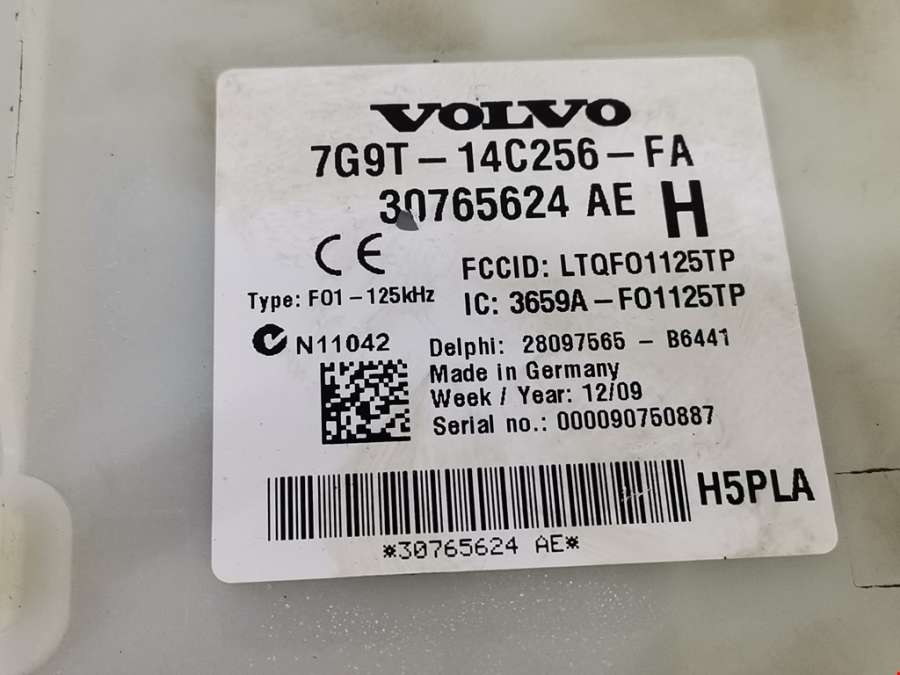 VOLVO
7G9T-14C256-FA
30765624 AE H
CE FCCID: LTQFO1125TP
Type: FO1-125kHz IC: 3659A-FO1125TP
N11042 Delphi: 28097565 - B6441
Made in Germany
Week / Year: 12/09
Serial no.: 000090750887
H5PLA
*30765624 AE*